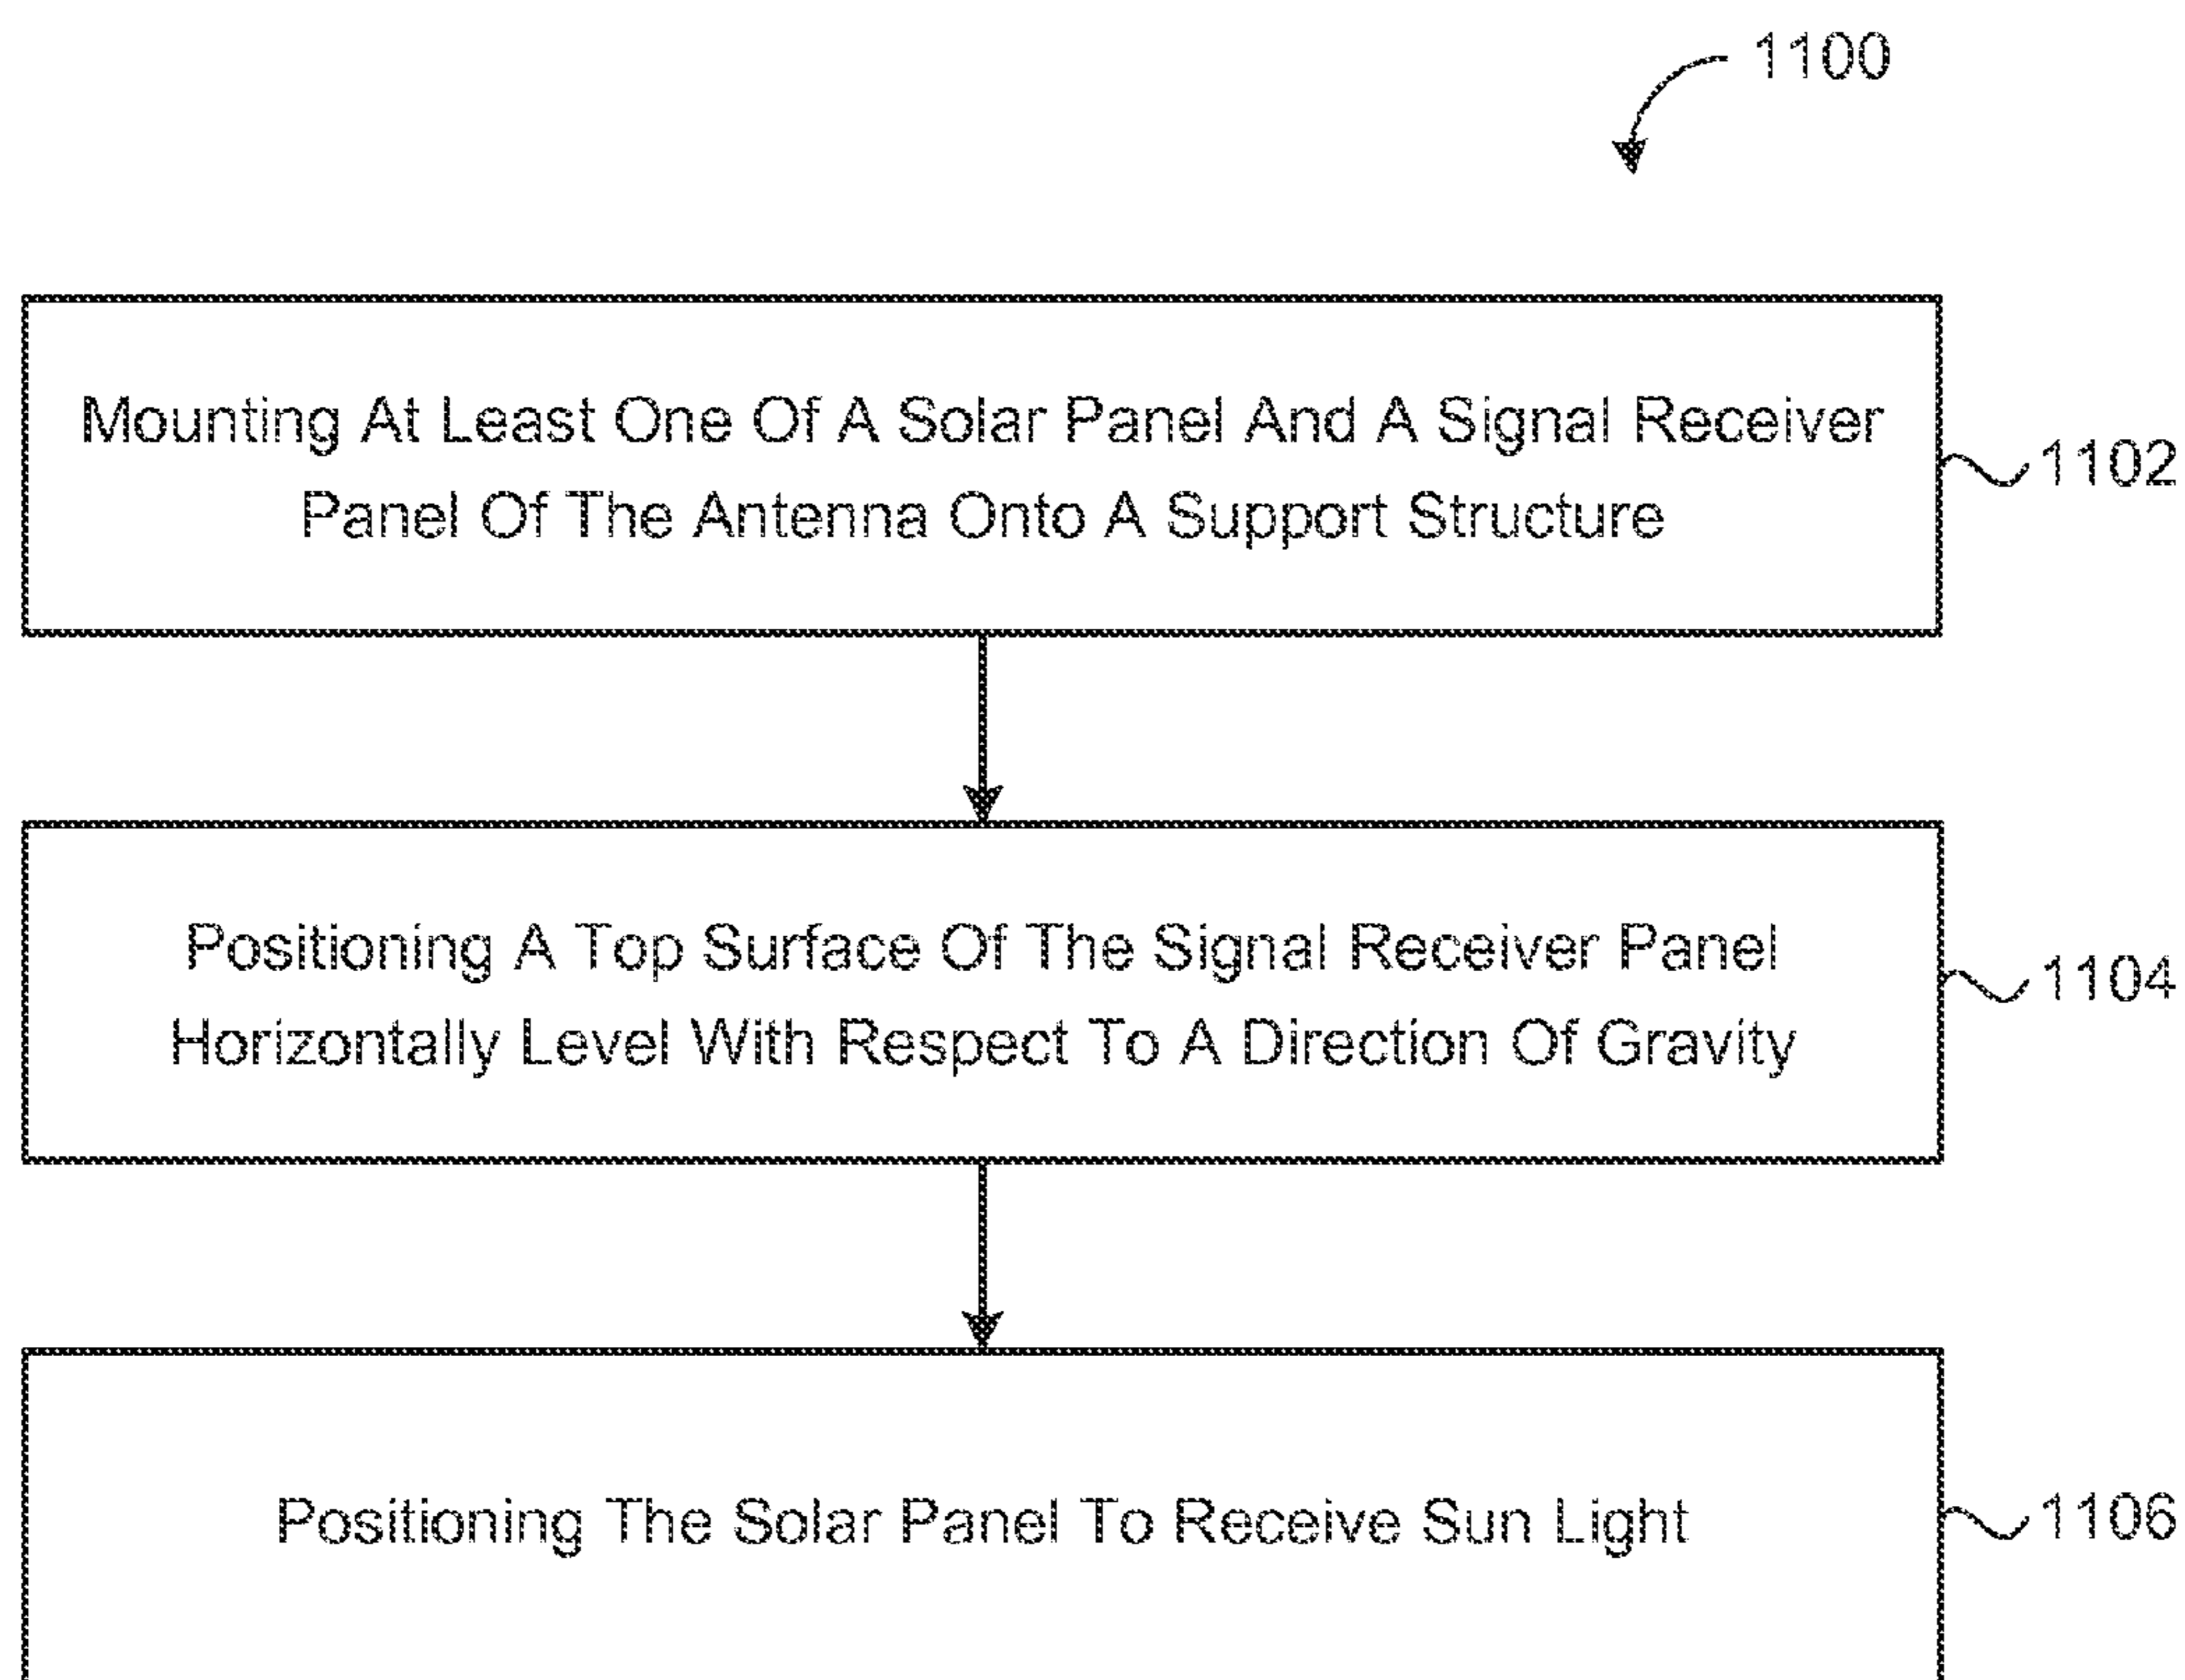 1100
Mounting At Least One Of A Solar Panel And A Signal Receiver
Panel Of The Antenna Onto A Support Structure
1102
Positioning A Top Surface Of The Signal Receiver Panel
Horizontally Level With Respect To A Direction Of Gravity
1104
Positioning The Solar Panel To Receive Sun Light
1106